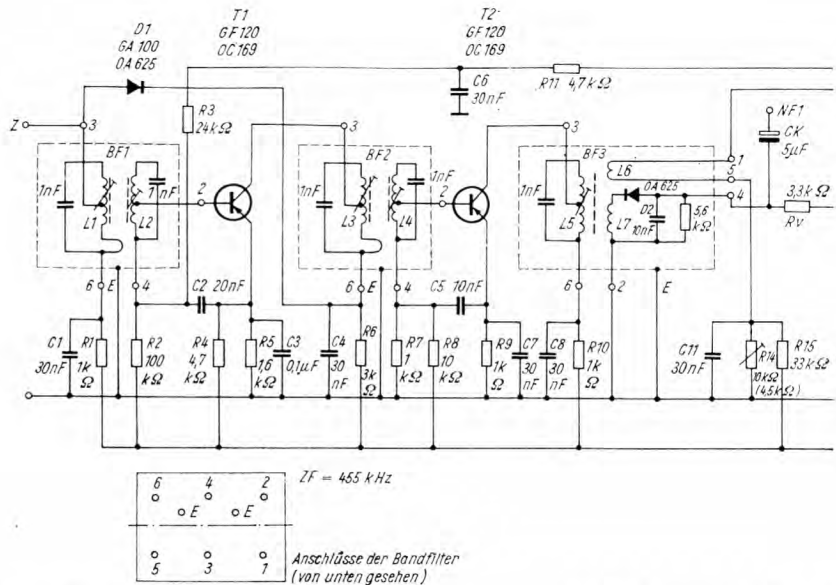 D1
GA 100
OA 625
T1
GF 120
OC 169
T2
GF 120
OC 169
Z
3
R3
24kΩ
C6
30nF
R11 4,7 kΩ
NF1
CK
5µF
BF1
1nF
L1
L2
1 nF
2
3
BF2
1nF
1nF
L3
L4
2
3
BF3
1nF
L5
L6
L7
OA 625
D2
10nF
5,6
kΩ
1
5
4
3,3kΩ
Rv
6
E
4
C2 20nF
6
E
4
C5 10nF
6
2
E
C1
30nF
R1
1k
Ω
R2
100
kΩ
R4
4,7
kΩ
R5
1,6
kΩ
C3
0,1µF
C4
30
nF
R6
3k
Ω
R7
1
kΩ
R8
10
kΩ
R9
1k
Ω
C7
30
nF
C8
30
nF
R10
1k
Ω
C11
30nF
R14
10kΩ
(4,5kΩ)
R15
33kΩ
6 4 2
E E
5 3 1
ZF = 455 kHz
Anschlüsse der Bandfilter
(von unten gesehen)